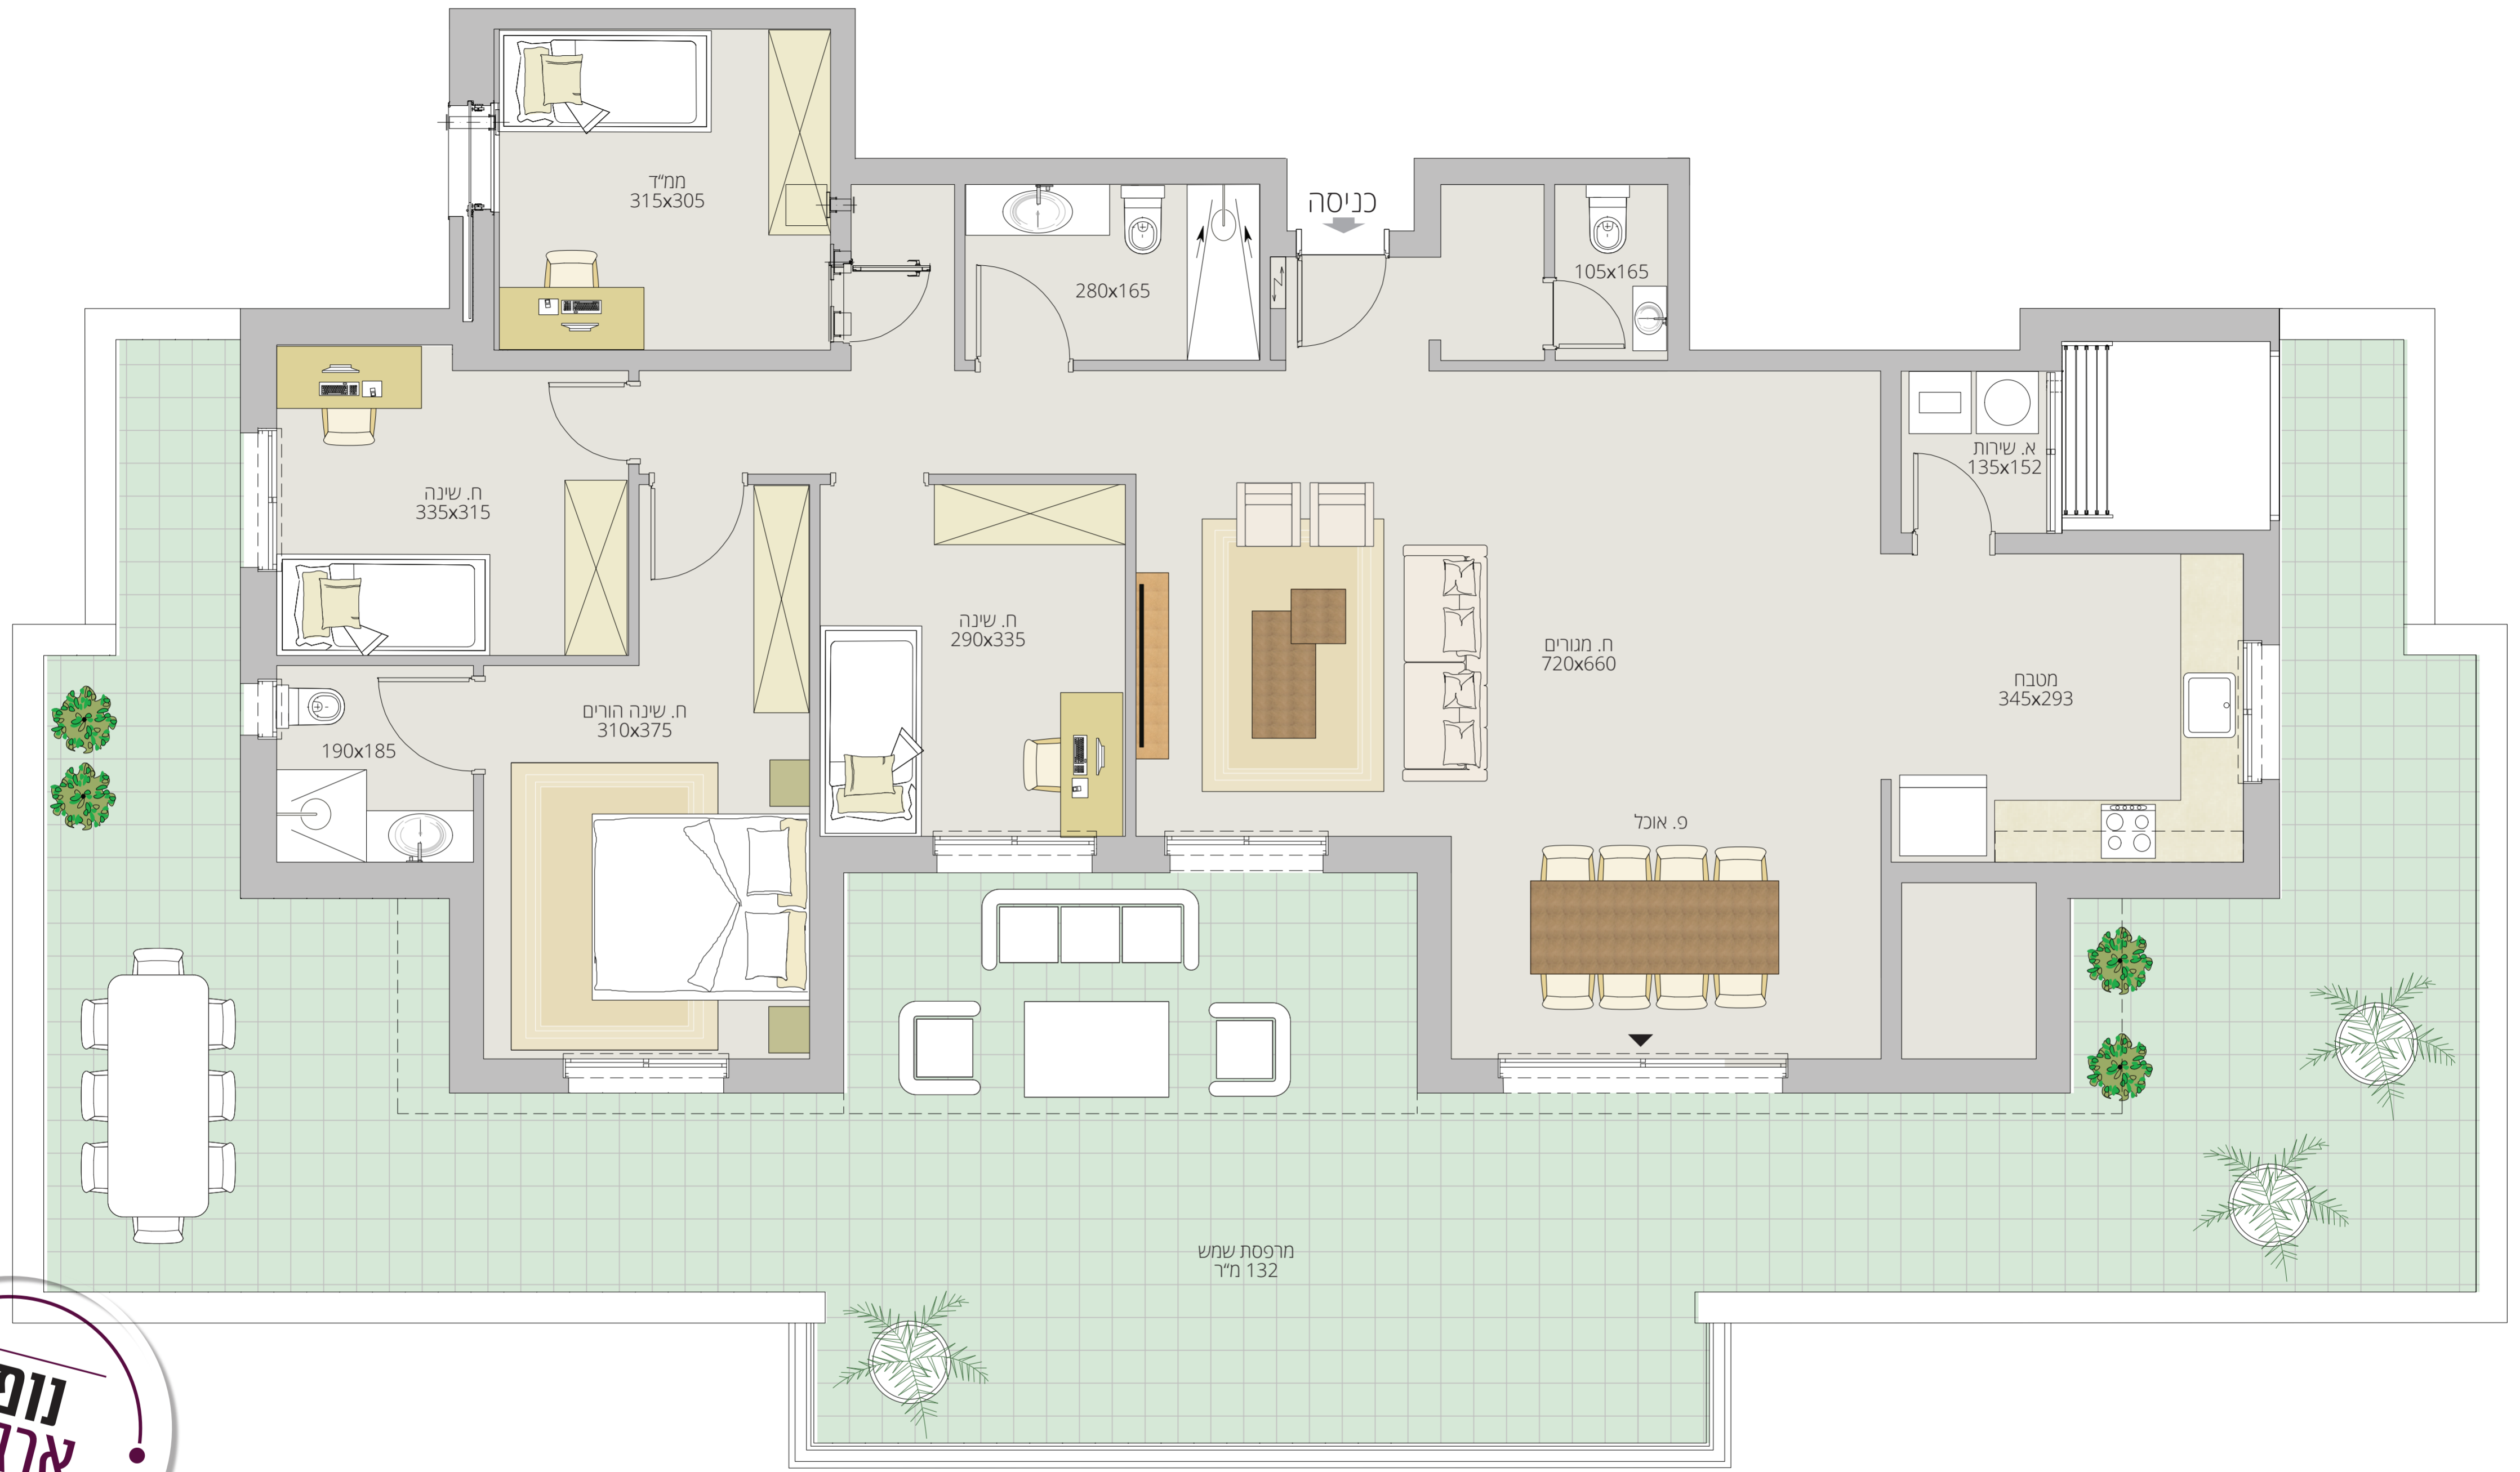 ממ"ד
315x305
כניסה
280x165
105x165
א. שירות
135x152
ח. שינה
335x315
ח. שינה
290x335
ח. מגורים
720x660
מטבח
345x293
ח. שינה הורים
310x375
190x185
פ. אוכל
מרפסת שמש
132 מ"ר